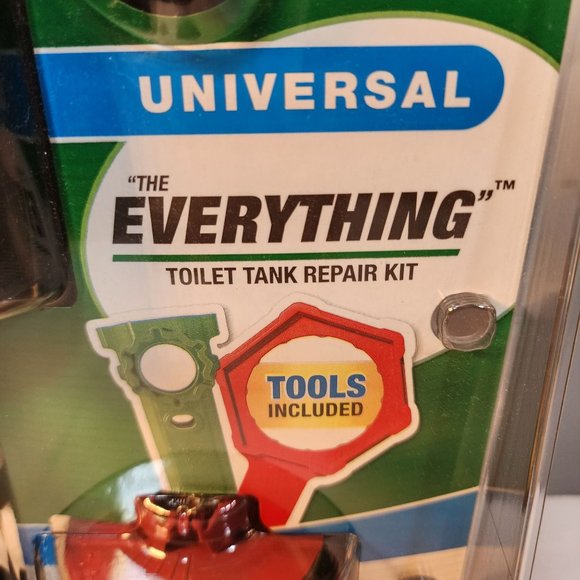 UNIVERSAL
"THE
EVERYTHING"™
TOILET TANK REPAIR KIT
TOOLS
INCLUDED